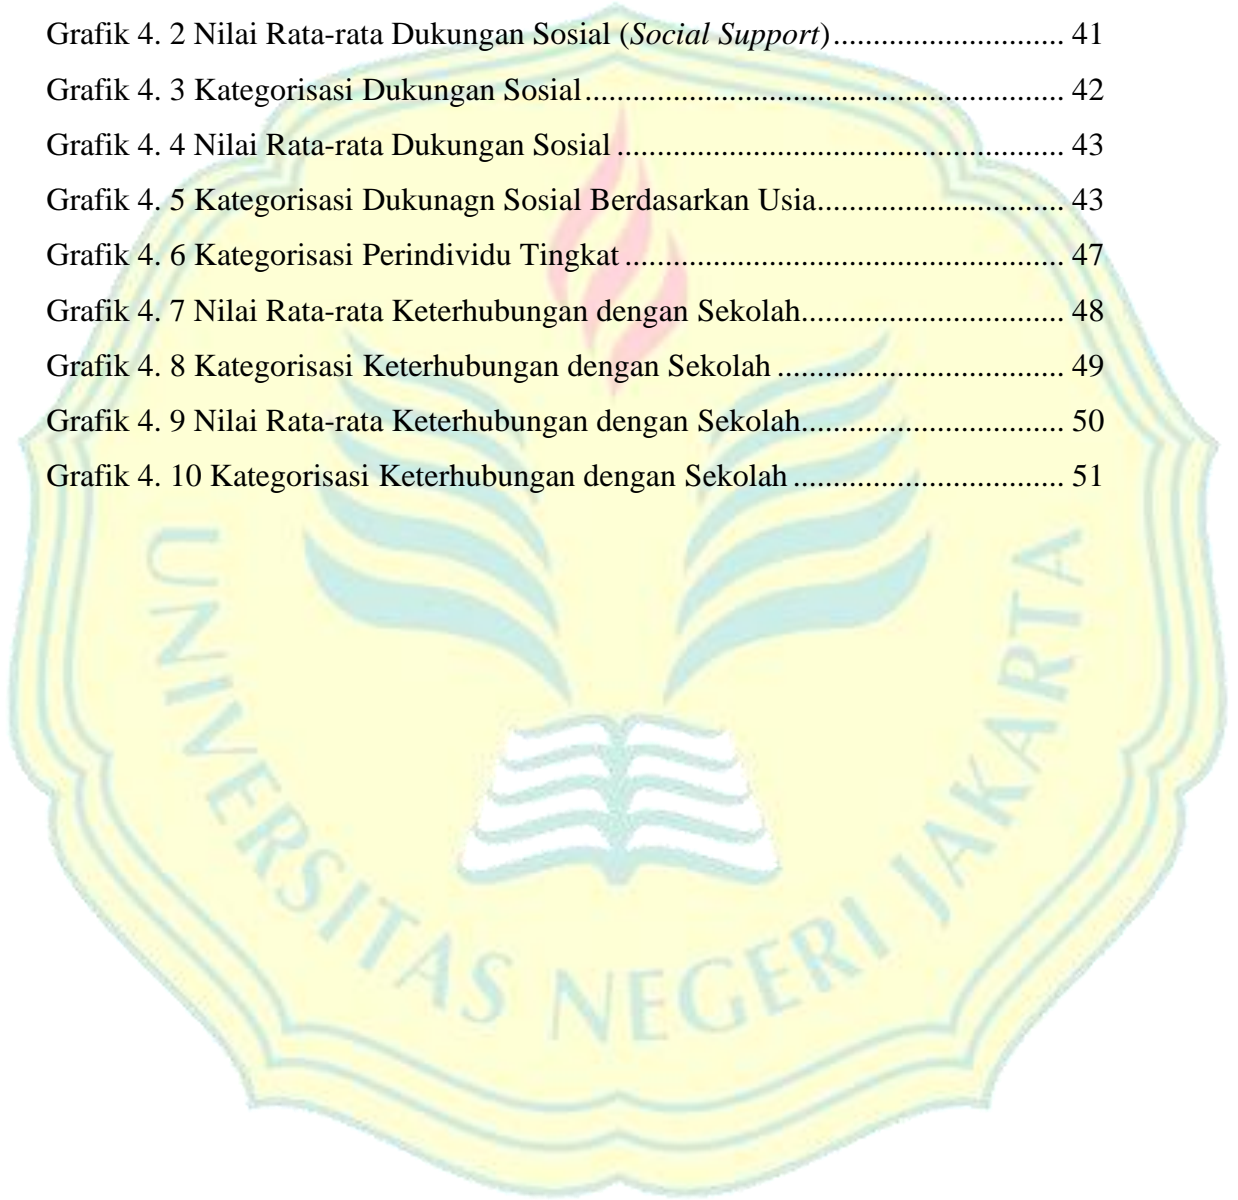 Grafik 4. 2 Nilai Rata-rata Dukungan Sosial (Social Support)............................. 41
Grafik 4. 3 Kategorisasi Dukungan Sosial............................................................ 42
Grafik 4. 4 Nilai Rata-rata Dukungan Sosial ........................................................ 43
Grafik 4. 5 Kategorisasi Dukunagn Sosial Berdasarkan Usia............................... 43
Grafik 4. 6 Kategorisasi Perindividu Tingkat ....................................................... 47
Grafik 4. 7 Nilai Rata-rata Keterhubungan dengan Sekolah................................. 48
Grafik 4. 8 Kategorisasi Keterhubungan dengan Sekolah .................................... 49
Grafik 4. 9 Nilai Rata-rata Keterhubungan dengan Sekolah................................. 50
Grafik 4. 10 Kategorisasi Keterhubungan dengan Sekolah .................................. 51
UNIVERSITAS NEGERI JAKARTA